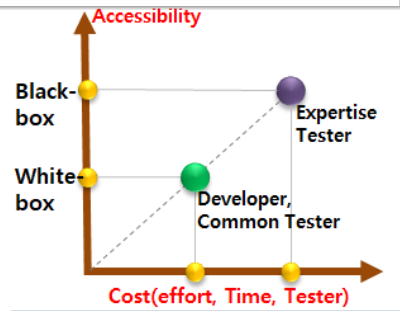 Accessibility
Black-
box
Expertise
Tester
White-
box
Developer,
Common Tester
Cost(effort, Time, Tester)